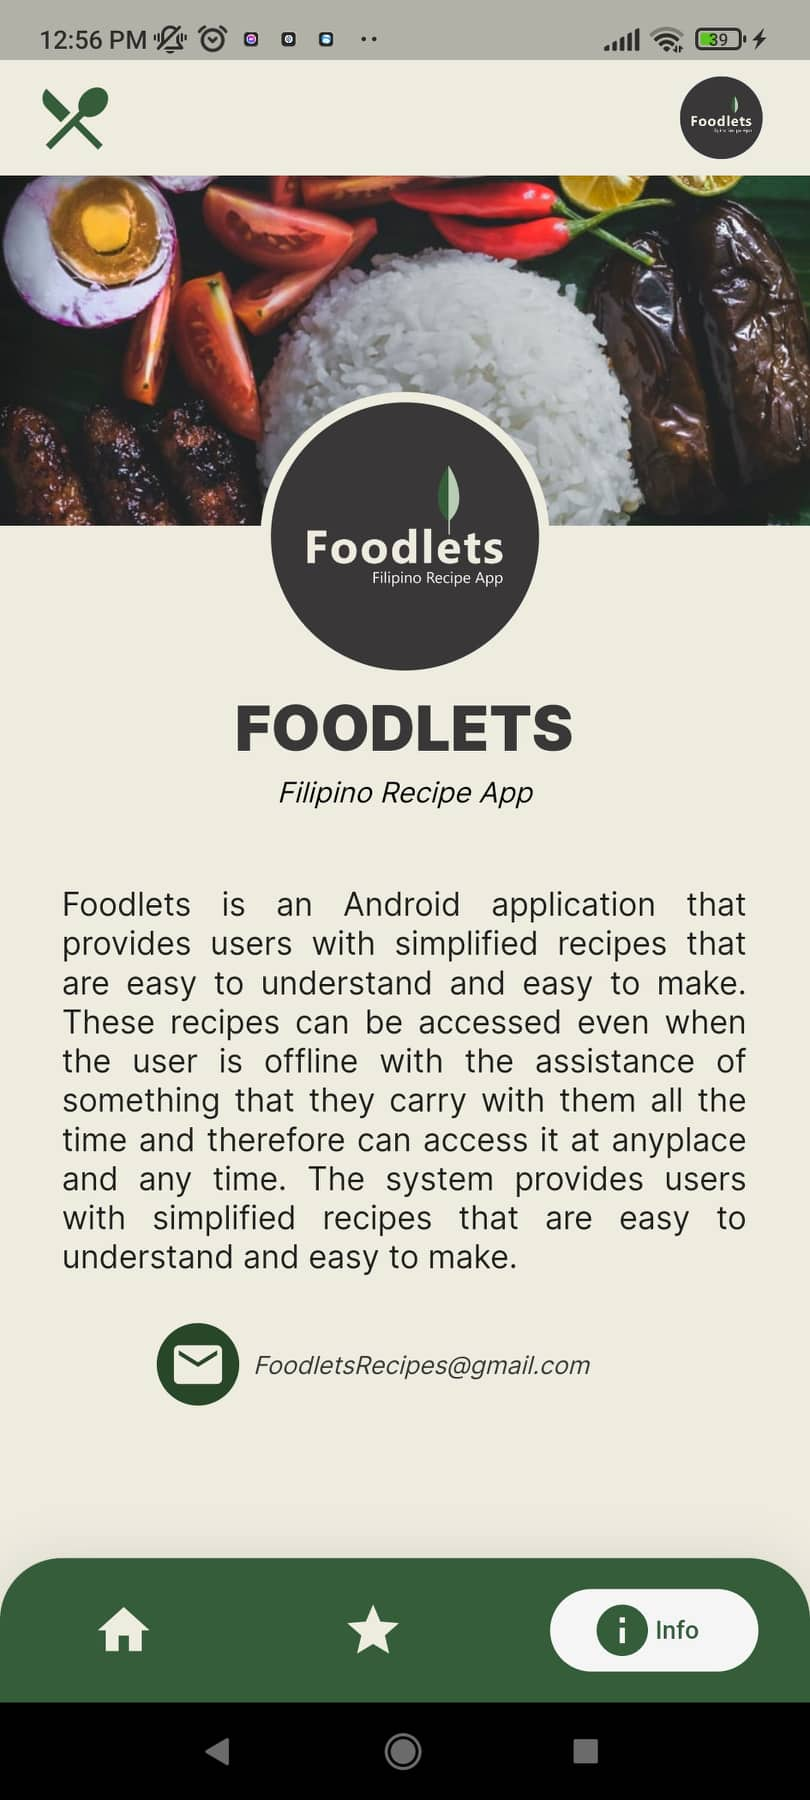 12:56 PM
39
Foodlets
Foodlets
Filipino Recipe App
FOODLETS
Filipino Recipe App
Foodlets is an Android application that
provides users with simplified recipes that
are easy to understand and easy to make.
These recipes can be accessed even when
the user is offline with the assistance of
something that they carry with them all the
time and therefore can access it at anyplace
and any time. The system provides users
with simplified recipes that are easy to
understand and easy to make.
FoodletsRecipes@gmail.com
Info